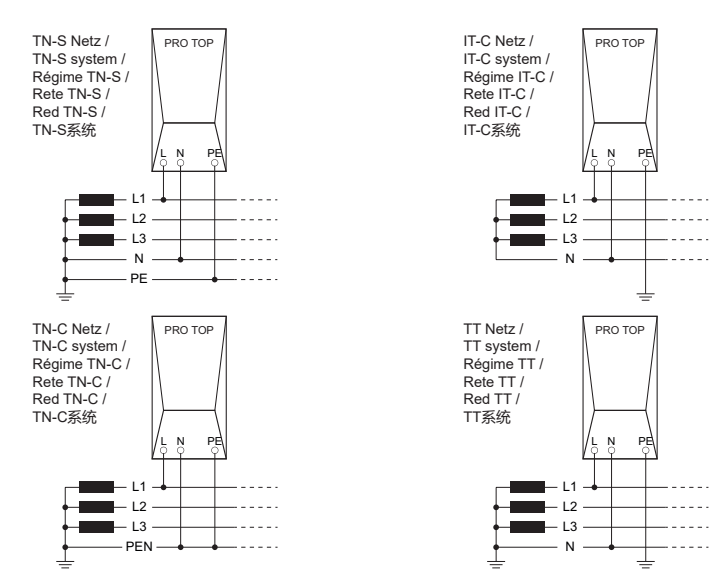 TN-S Netz /
TN-S system /
Régime TN-S /
Rete TN-S /
Red TN-S /
TN-S系统
PRO TOP
L N PE
L1
L2
L3
N
PE
IT-C Netz /
IT-C system /
Régime IT-C /
Rete IT-C /
Red IT-C /
IT-C系统
PRO TOP
L N PE
L1
L2
L3
N
TN-C Netz /
TN-C system /
Régime TN-C /
Rete TN-C /
Red TN-C /
TN-C系统
PRO TOP
L N PE
L1
L2
L3
PEN
TT Netz /
TT system /
Régime TT /
Rete TT /
Red TT /
TT系统
PRO TOP
L N PE
L1
L2
L3
N